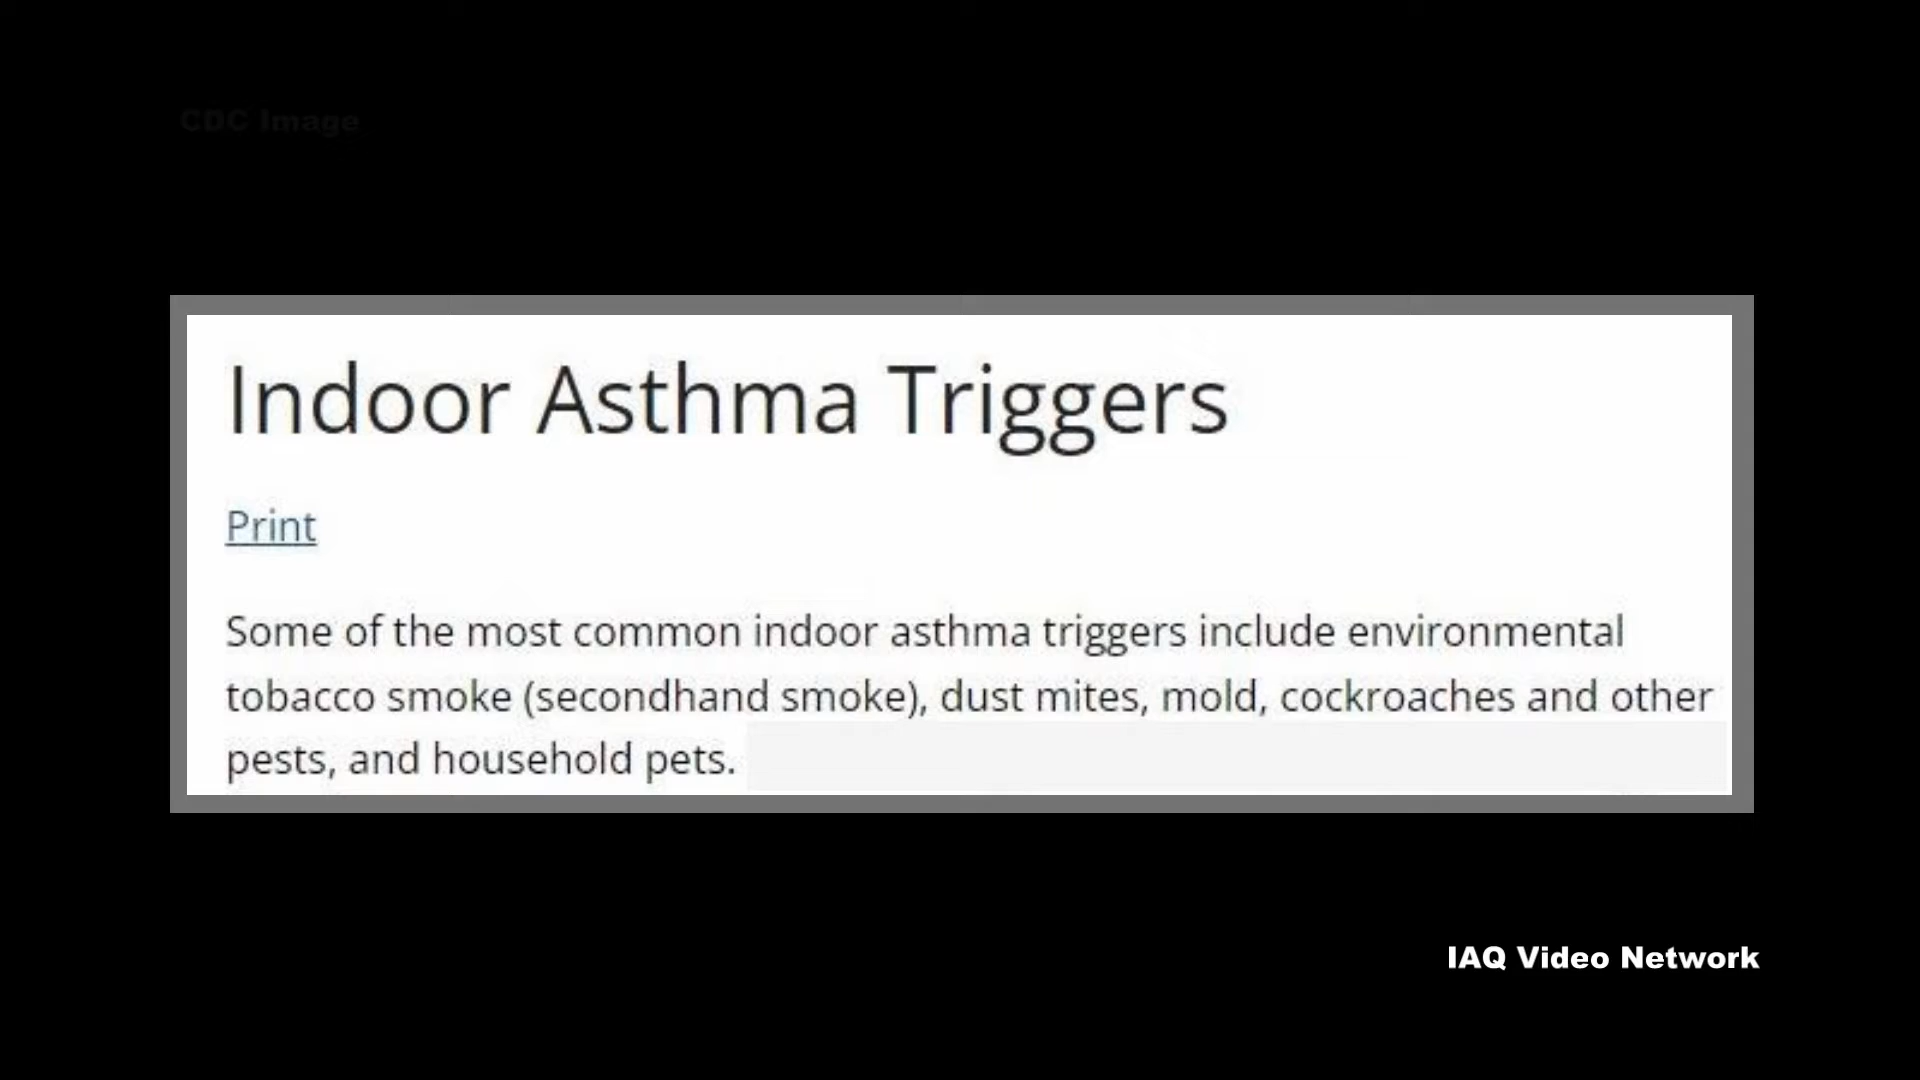 CDC Image
Indoor Asthma Triggers
Print
Some of the most common indoor asthma triggers include environmental
tobacco smoke (secondhand smoke), dust mites, mold, cockroaches and other
pests, and household pets.
IAQ Video Network